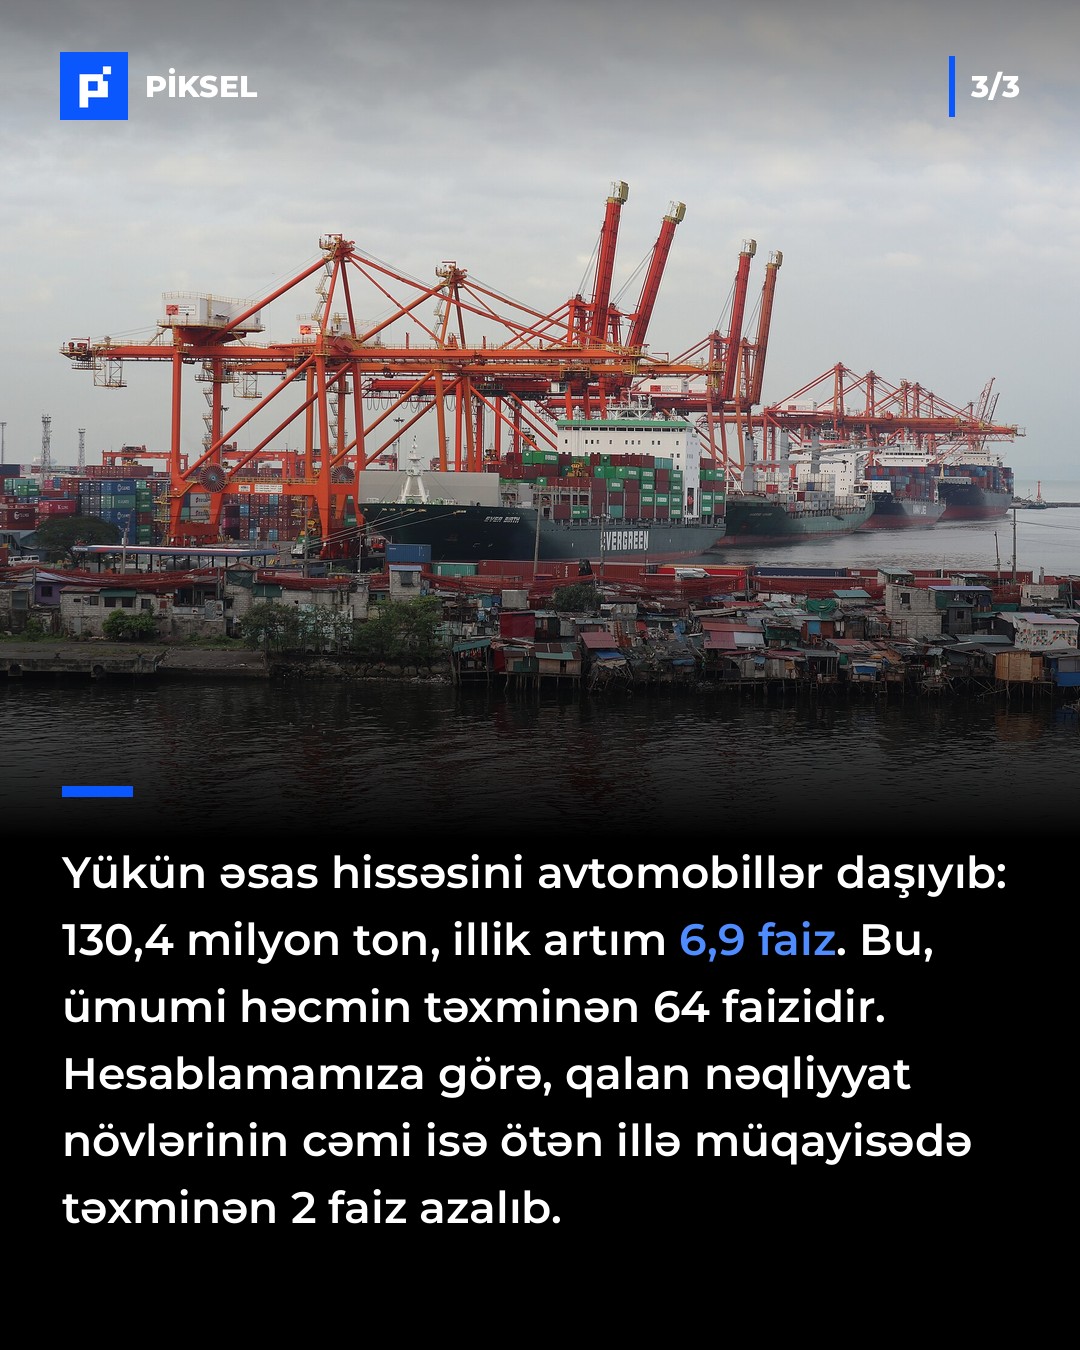 PİKSEL
3/3
EVER BIRTH
EVERGREEN
Yükün əsas hissəsini avtomobillər daşıyıb:
130,4 milyon ton, illik artım 6,9 faiz. Bu,
ümumi həcmin təxminən 64 faizidir.
Hesablamamıza görə, qalan nəqliyyat
növlərinin cəmi isə ötən illə müqayisədə
təxminən 2 faiz azalıb.